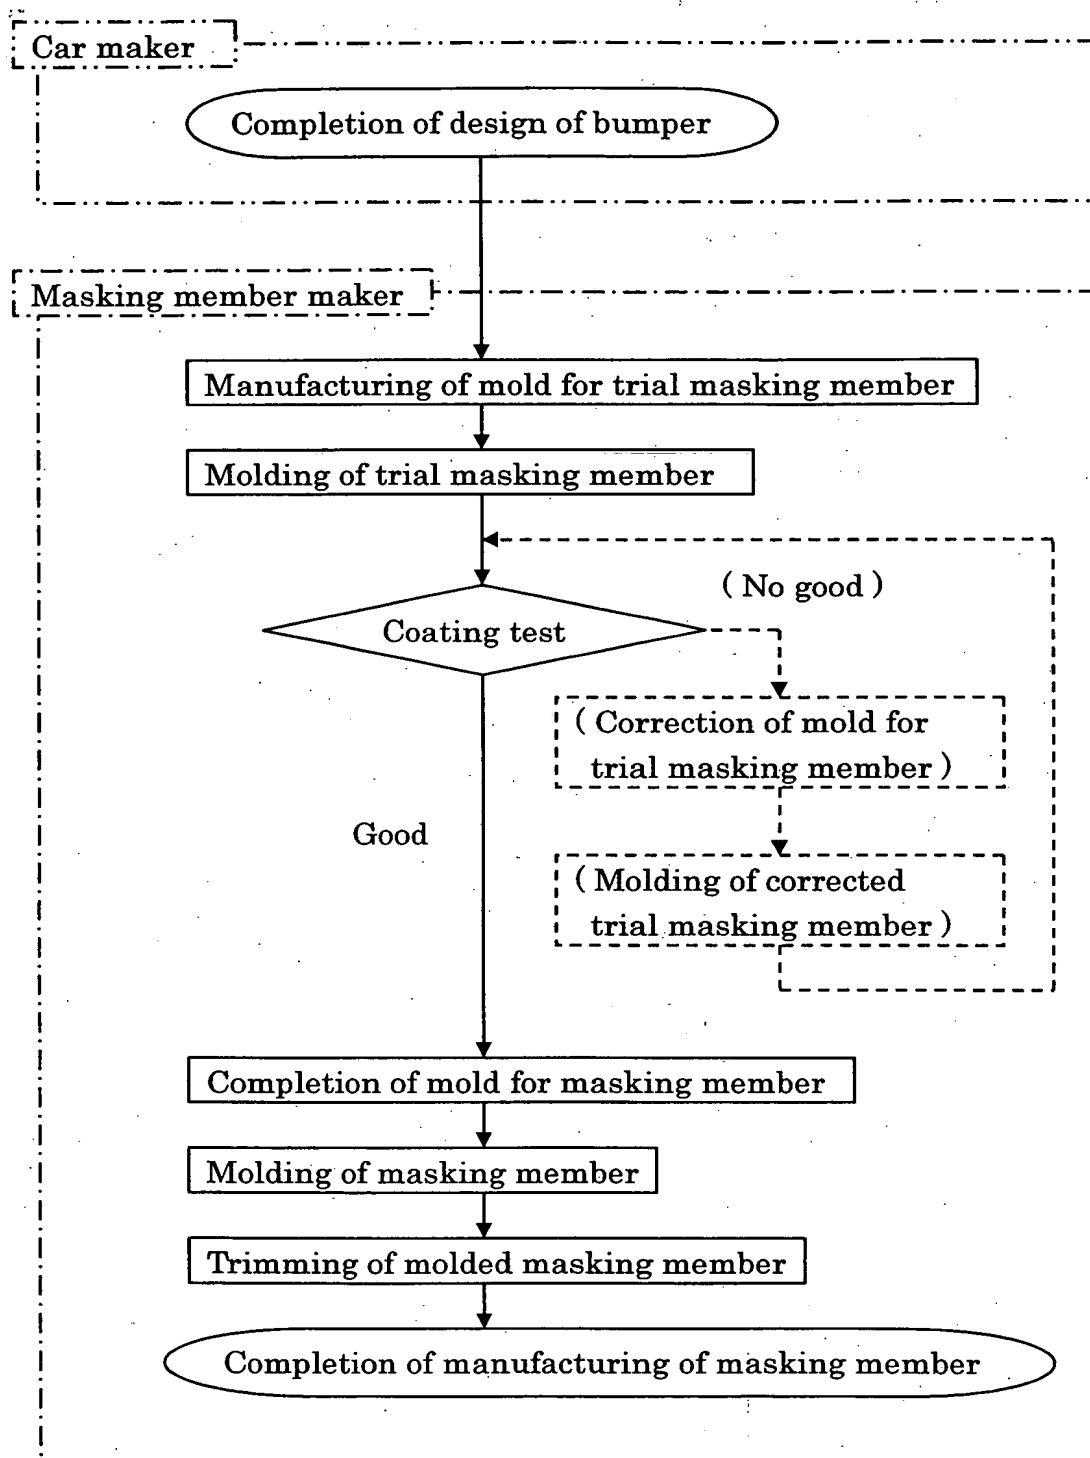 Car maker
Completion of design of bumper
Masking member maker
Manufacturing of mold for trial masking member
Molding of trial masking member
( No good )
Coating test
( Correction of mold for
trial masking member )
Good
( Molding of corrected
trial masking member )
Completion of mold for masking member
Molding of masking member
Trimming of molded masking member
Completion of manufacturing of masking member